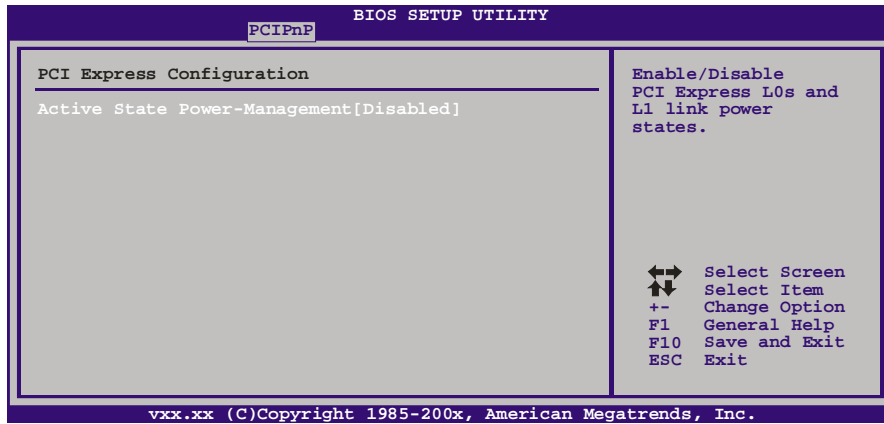 BIOS SETUP UTILITY
PCIPnP
PCI Express Configuration
Active State Power-Management[Disabled]
Enable/Disable
PCI Express L0s and
L1 link power
states.
Select Screen
Select Item
+- Change Option
F1 General Help
F10 Save and Exit
ESC Exit
vxx.xx (C)Copyright 1985-200x, American Megatrends, Inc.